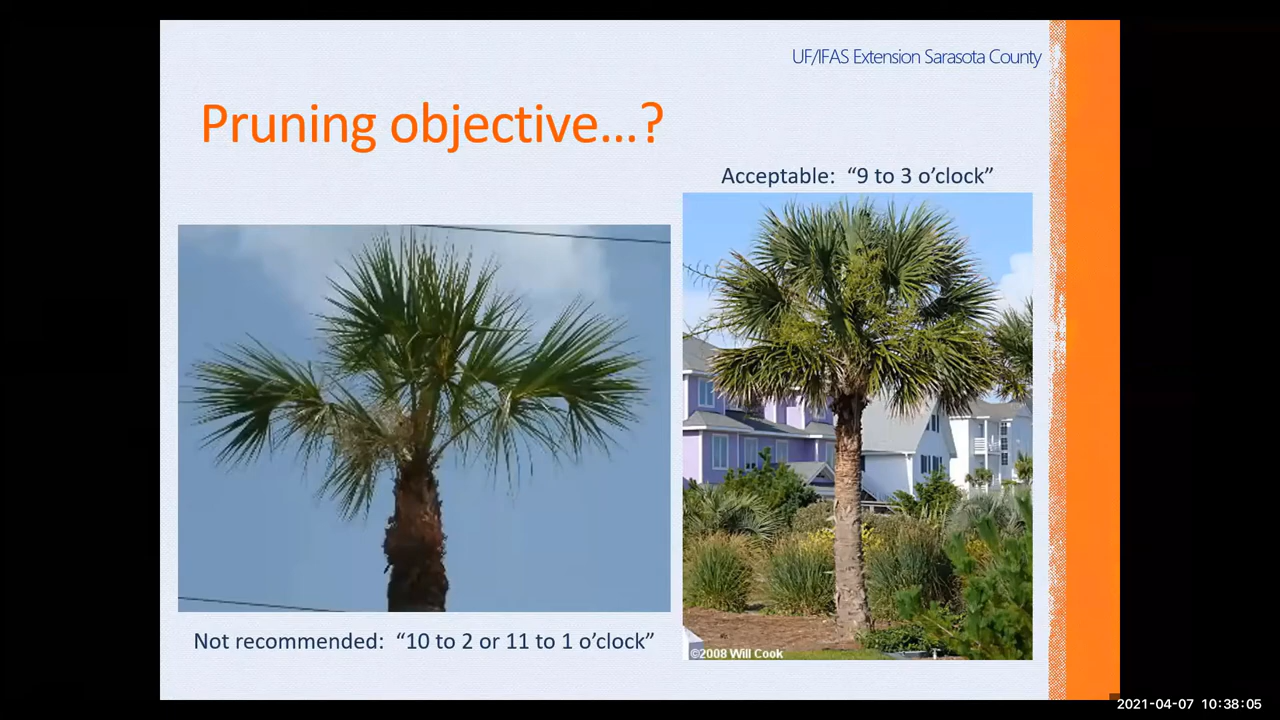 UF/IFAS Extension Sarasota County
Pruning objective...?
Acceptable:  “9 to 3 o’clock”
Not recommended:  “10 to 2 or 11 to 1 o’clock”
©2008 Will Cook
2021-04-07 10:38:05